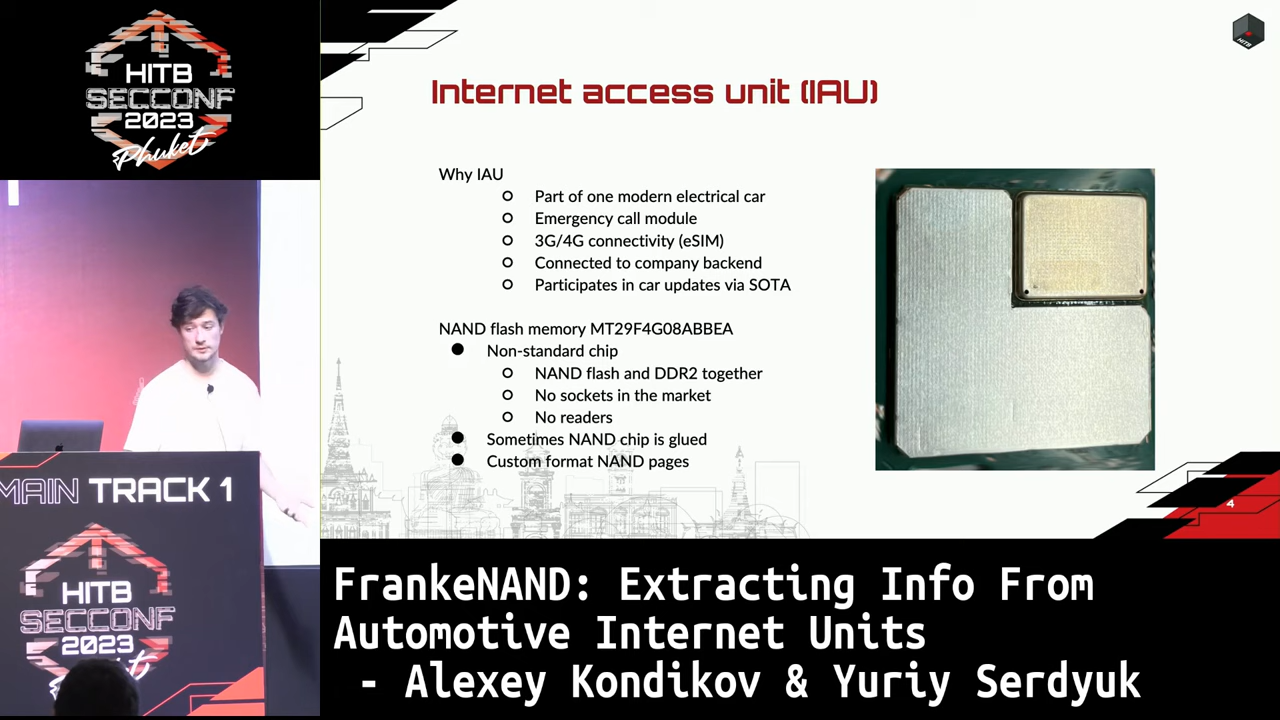 HITB
SECCONF
2023
Phuket
Internet access unit (IAU)
HITB
Why IAU
Part of one modern electrical car
Emergency call module
3G/4G connectivity (eSIM)
Connected to company backend
Participates in car updates via SOTA
NAND flash memory MT29F4G08ABBEA
Non-standard chip
NAND flash and DDR2 together
No sockets in the market
No readers
Sometimes NAND chip is glued
Custom format NAND pages
4
MAIN TRACK 1
HITB
SECCONF
2023
FrankeNAND: Extracting Info From
Automotive Internet Units
- Alexey Kondikov & Yuriy Serdyuk